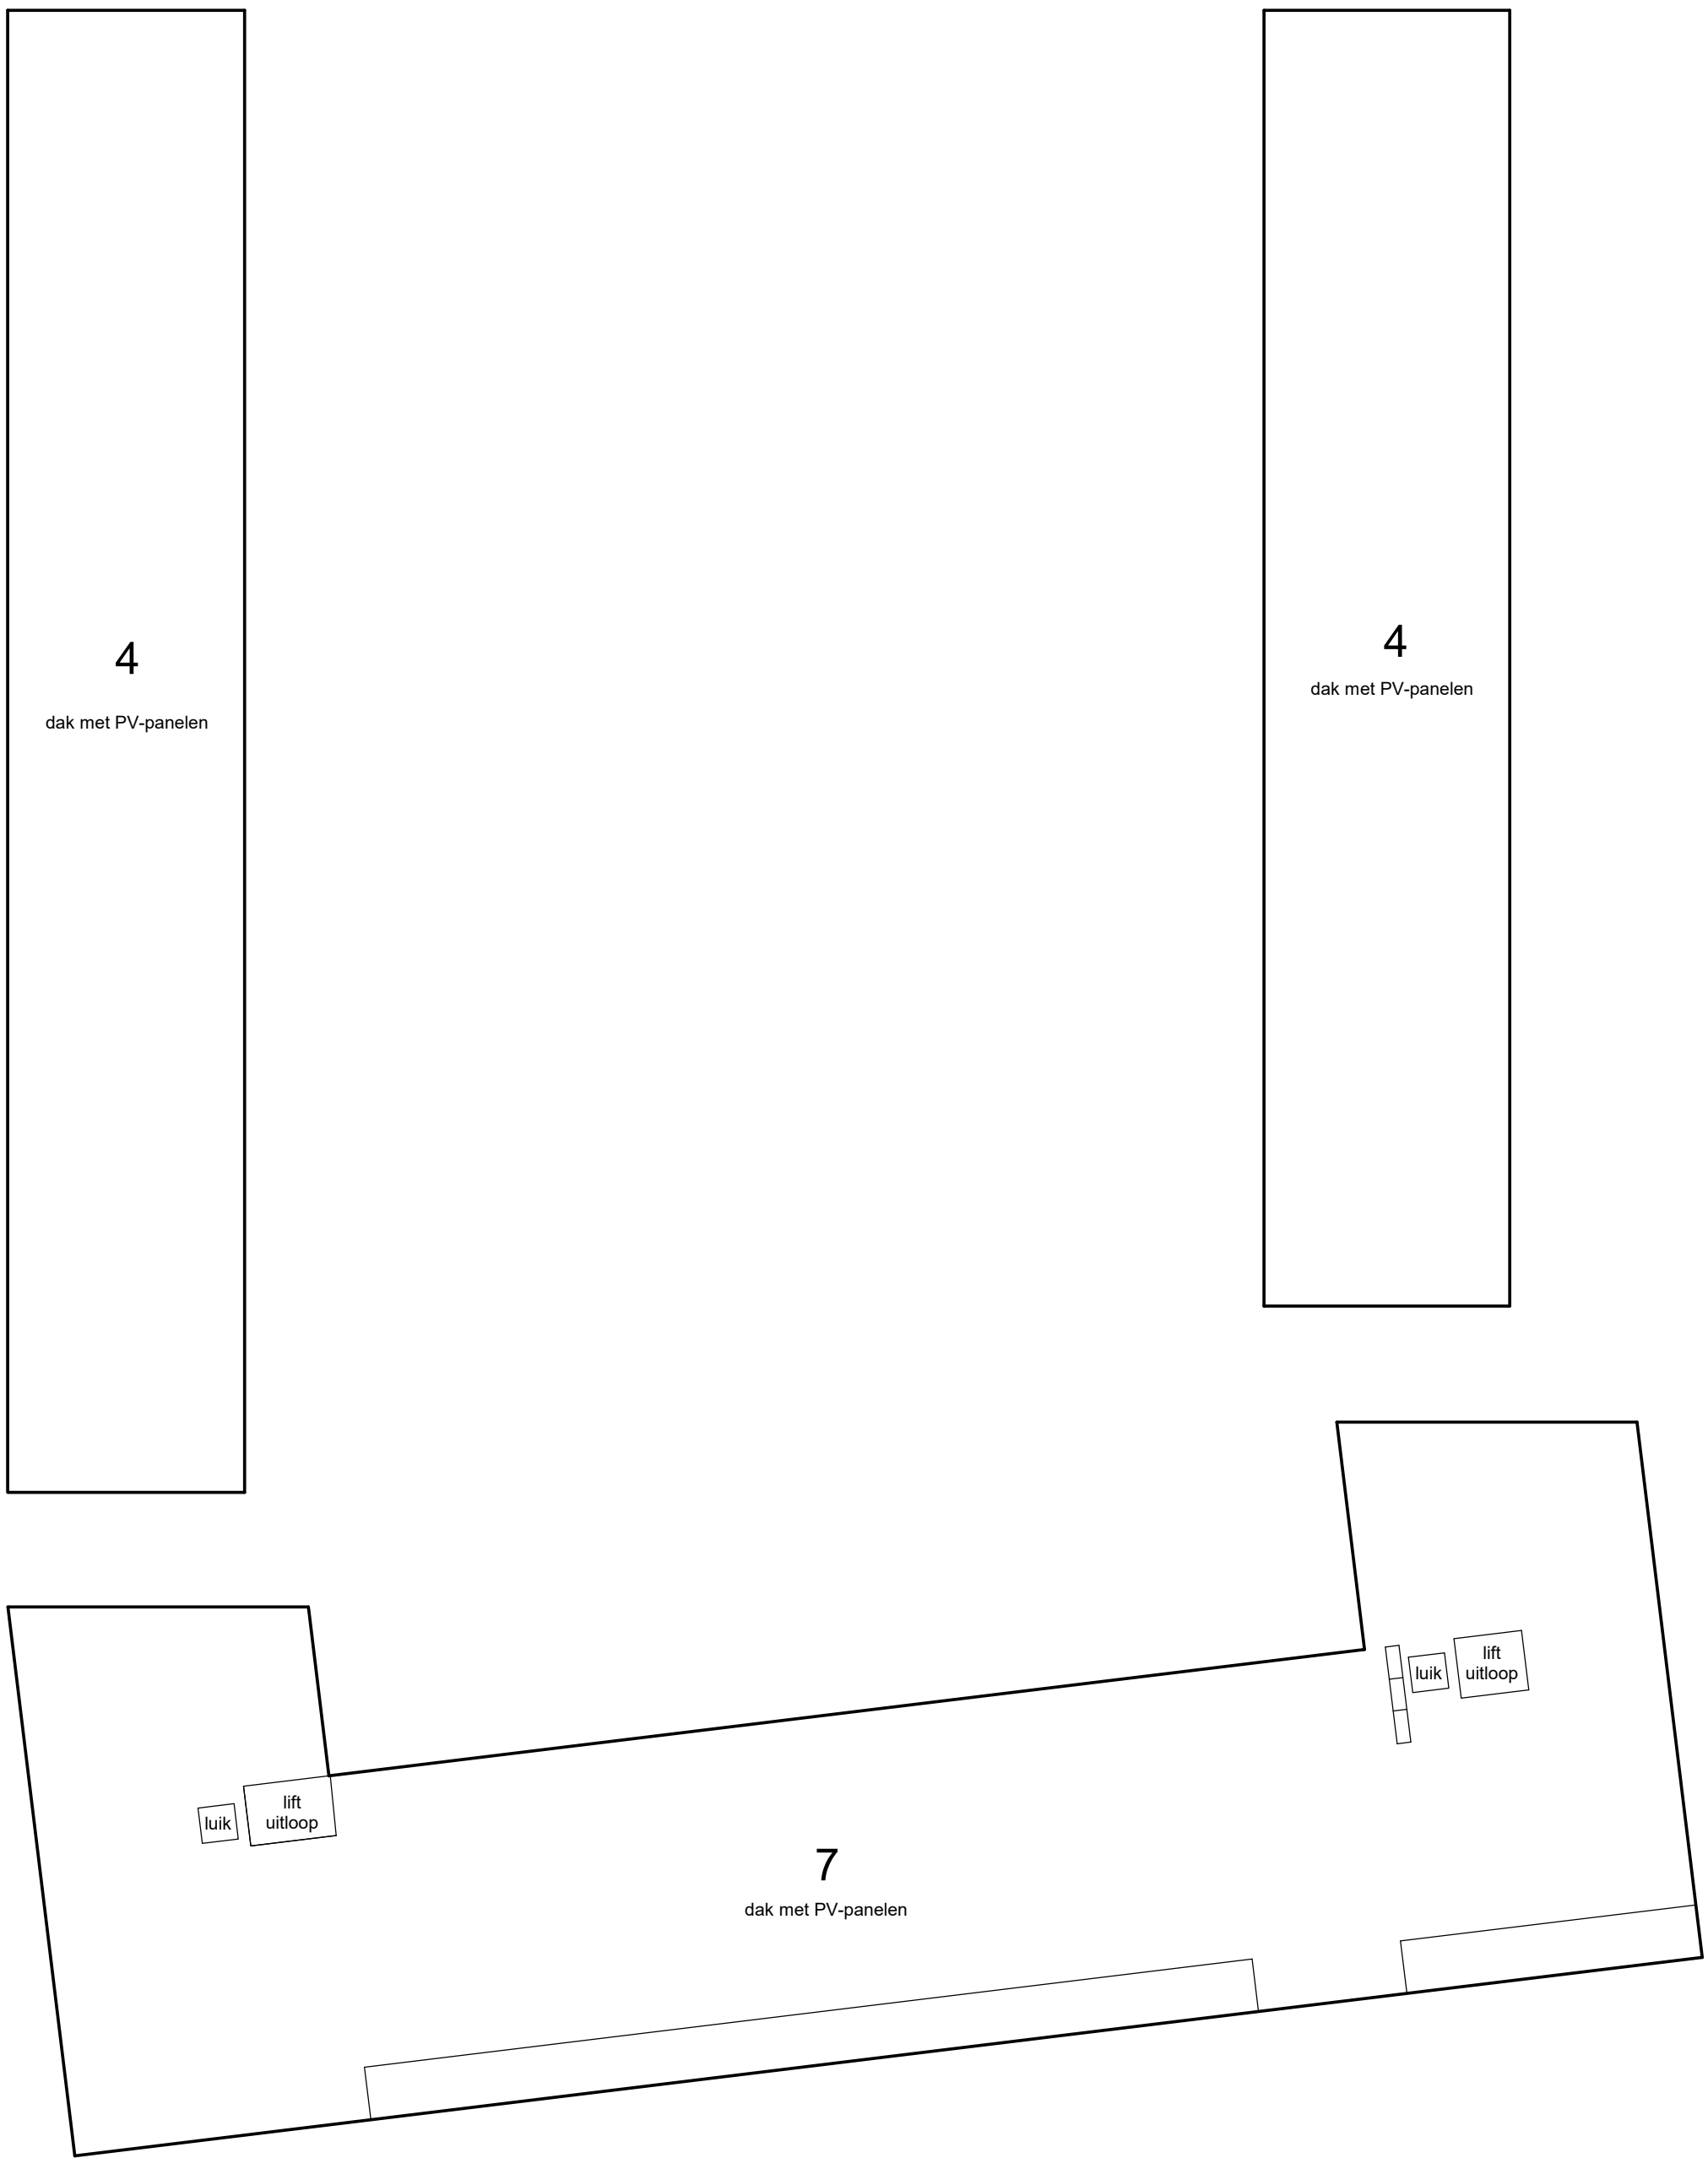 4
dak met PV-panelen
4
dak met PV-panelen
luik
lift
uitloop
luik
lift
uitloop
7
dak met PV-panelen